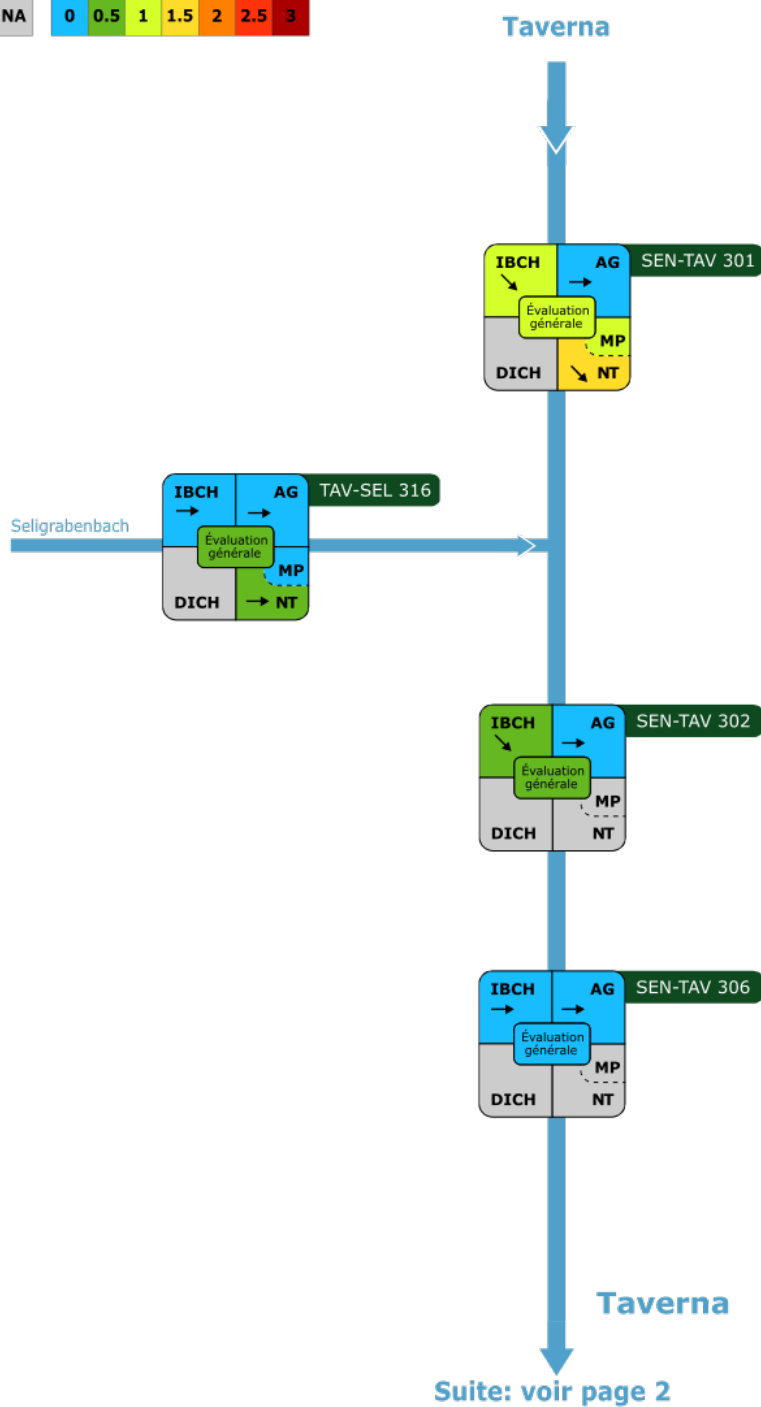 NA 0 0.5 1 1.5 2 2.5 3
Taverna
IBCH AG SEN-TAV 301
Évaluation
générale
MP
DICH NT
IBCH AG TAV-SEL 316
Seligrabenbach
Évaluation
générale
MP
DICH NT
IBCH AG SEN-TAV 302
Évaluation
générale
MP
DICH NT
IBCH AG SEN-TAV 306
Évaluation
générale
MP
DICH NT
Taverna
Suite: voir page 2